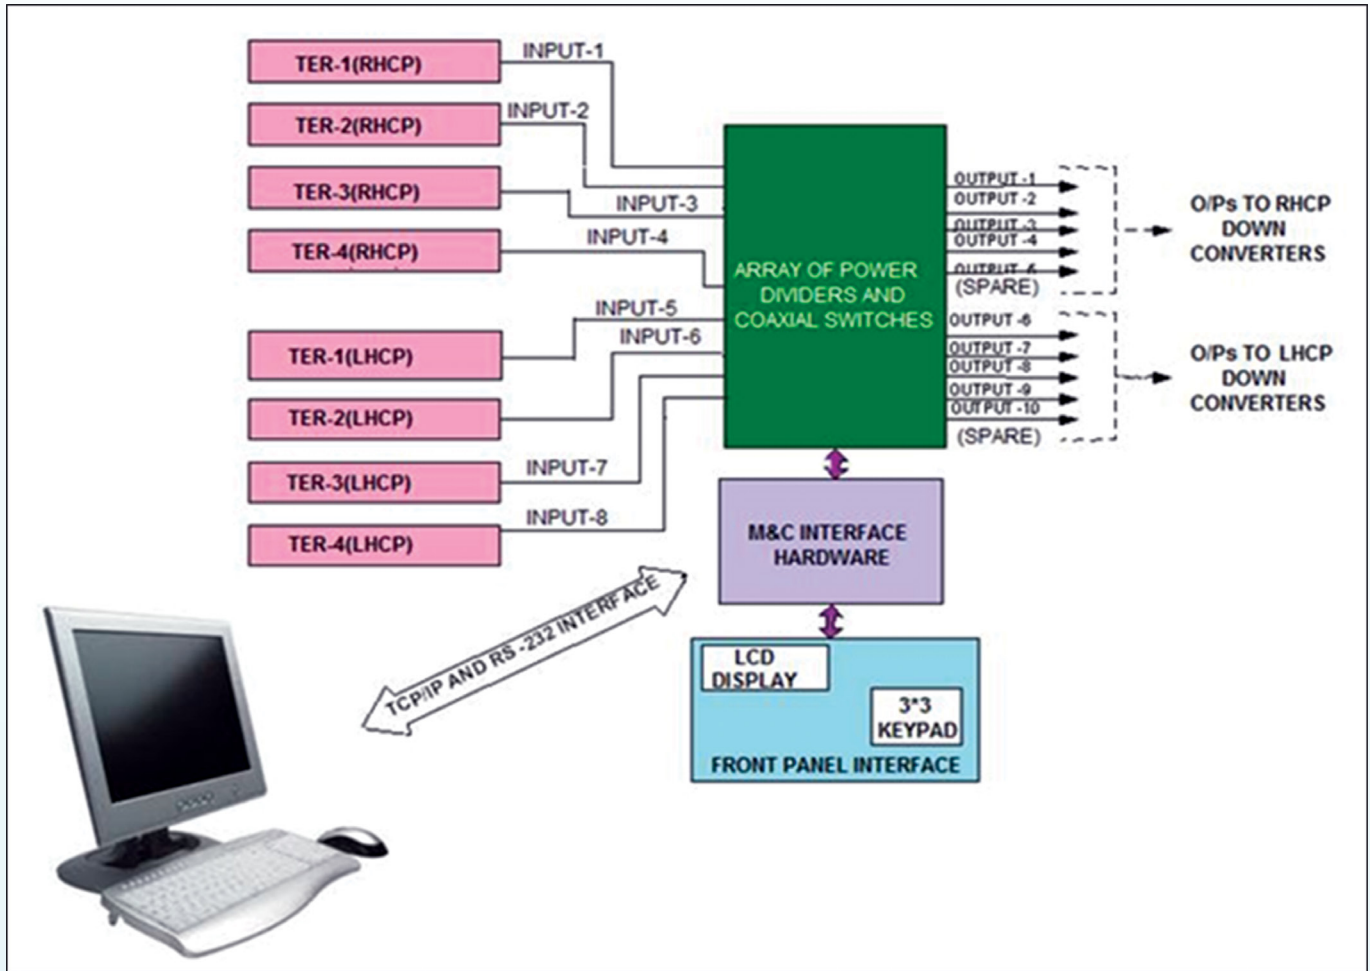 TER-1(RHCP)
INPUT-1
TER-2(RHCP)
INPUT-2
TER-3(RHCP)
INPUT-3
TER-4(RHCP)
INPUT-4
TER-1(LHCP)
INPUT-5
TER-2(LHCP)
INPUT-6
TER-3(LHCP)
INPUT-7
TER-4(LHCP)
INPUT-8
ARRAY OF POWER
DIVIDERS AND
COAXIAL SWITCHES
OUTPUT -1
OUTPUT -2
OUTPUT -3
OUTPUT -4
OUTPUT
(SPARE)
OUTPUT -6
OUTPUT -7
OUTPUT -8
OUTPUT -9
OUTPUT -10
(SPARE)
O/Ps TO RHCP
DOWN
CONVERTERS
O/Ps TO LHCP
DOWN
CONVERTERS
M&C INTERFACE
HARDWARE
TCP/IP AND RS -232 INTERFACE
LCD
DISPLAY
3*3
KEYPAD
FRONT PANEL INTERFACE